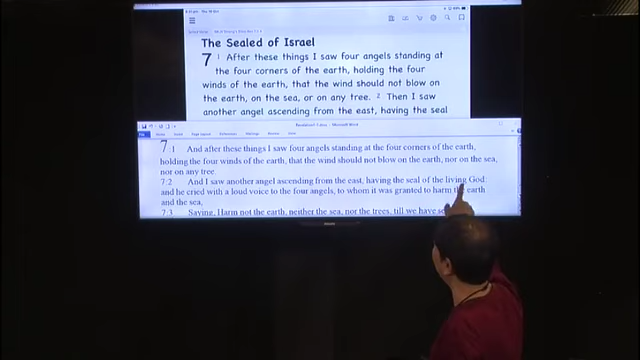 The Sealed of Israel
7 1 After these things I saw four angels standing at
the four corners of the earth, holding the four
winds of the earth, that the wind should not blow on
the earth, on the sea, or on any tree. 2 Then I saw
another angel ascending from the east, having the seal
7:1 And after these things I saw four angels standing at the four corners of the earth,
holding the four winds of the earth, that the wind should not blow on the earth, nor on the sea,
nor on any tree.
7:2 And I saw another angel ascending from the east, having the seal of the living God:
and he cried with a loud voice to the four angels, to whom it was granted to harm the earth
and the sea,
7:3 Saying, Harm not the earth, neither the sea, nor the trees, till we have
PHILIPS